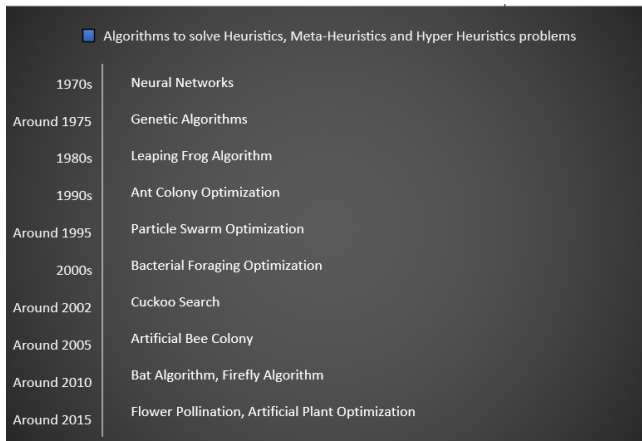 Algorithms to solve Heuristics, Meta-Heuristics and Hyper Heuristics problems
1970s Neural Networks
Around 1975 Genetic Algorithms
1980s Leaping Frog Algorithm
1990s Ant Colony Optimization
Around 1995 Particle Swarm Optimization
2000s Bacterial Foraging Optimization
Around 2002 Cuckoo Search
Around 2005 Artificial Bee Colony
Around 2010 Bat Algorithm, Firefly Algorithm
Around 2015 Flower Pollination, Artificial Plant Optimization